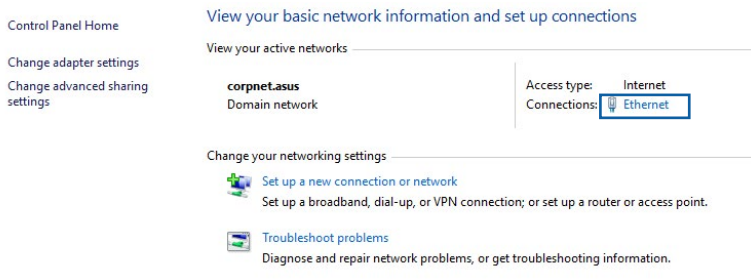 Control Panel Home
Change adapter settings
Change advanced sharing
settings
View your basic network information and set up connections
View your active networks
corpnet.asus
Domain network
Access type: Internet
Connections: Ethernet
Change your networking settings
Set up a new connection or network
Set up a broadband, dial-up, or VPN connection; or set up a router or access point.
Troubleshoot problems
Diagnose and repair network problems, or get troubleshooting information.